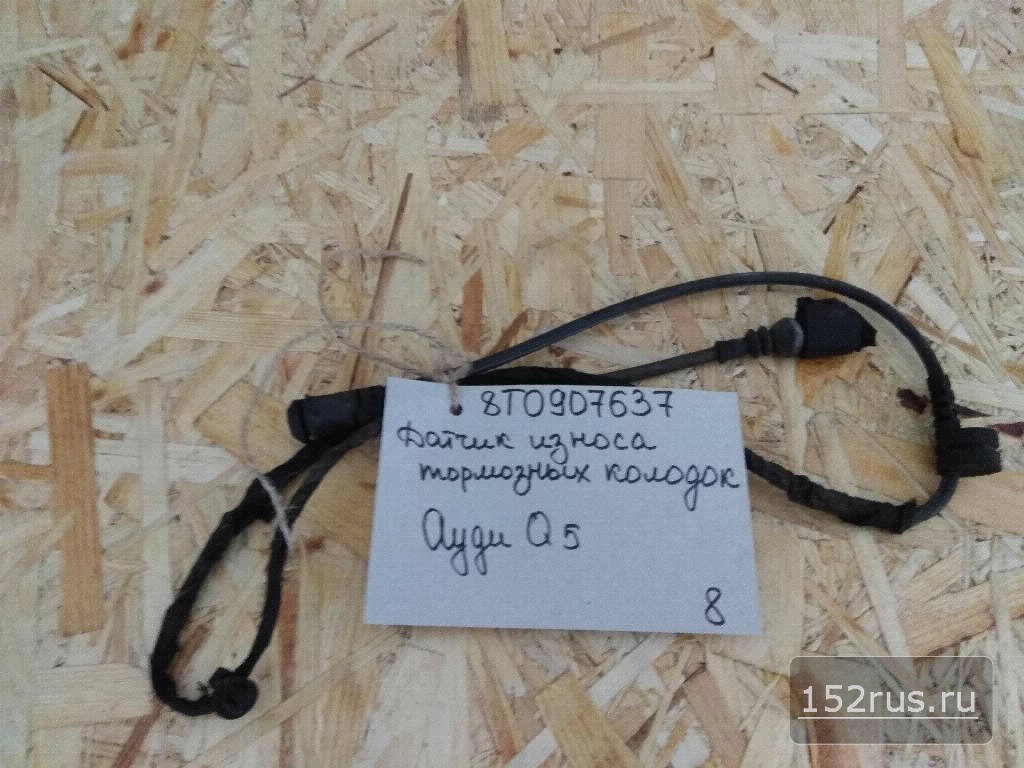 8T0907637
Датчик износа
тормозных колодок
Ауди Q5
8
152rus.ru